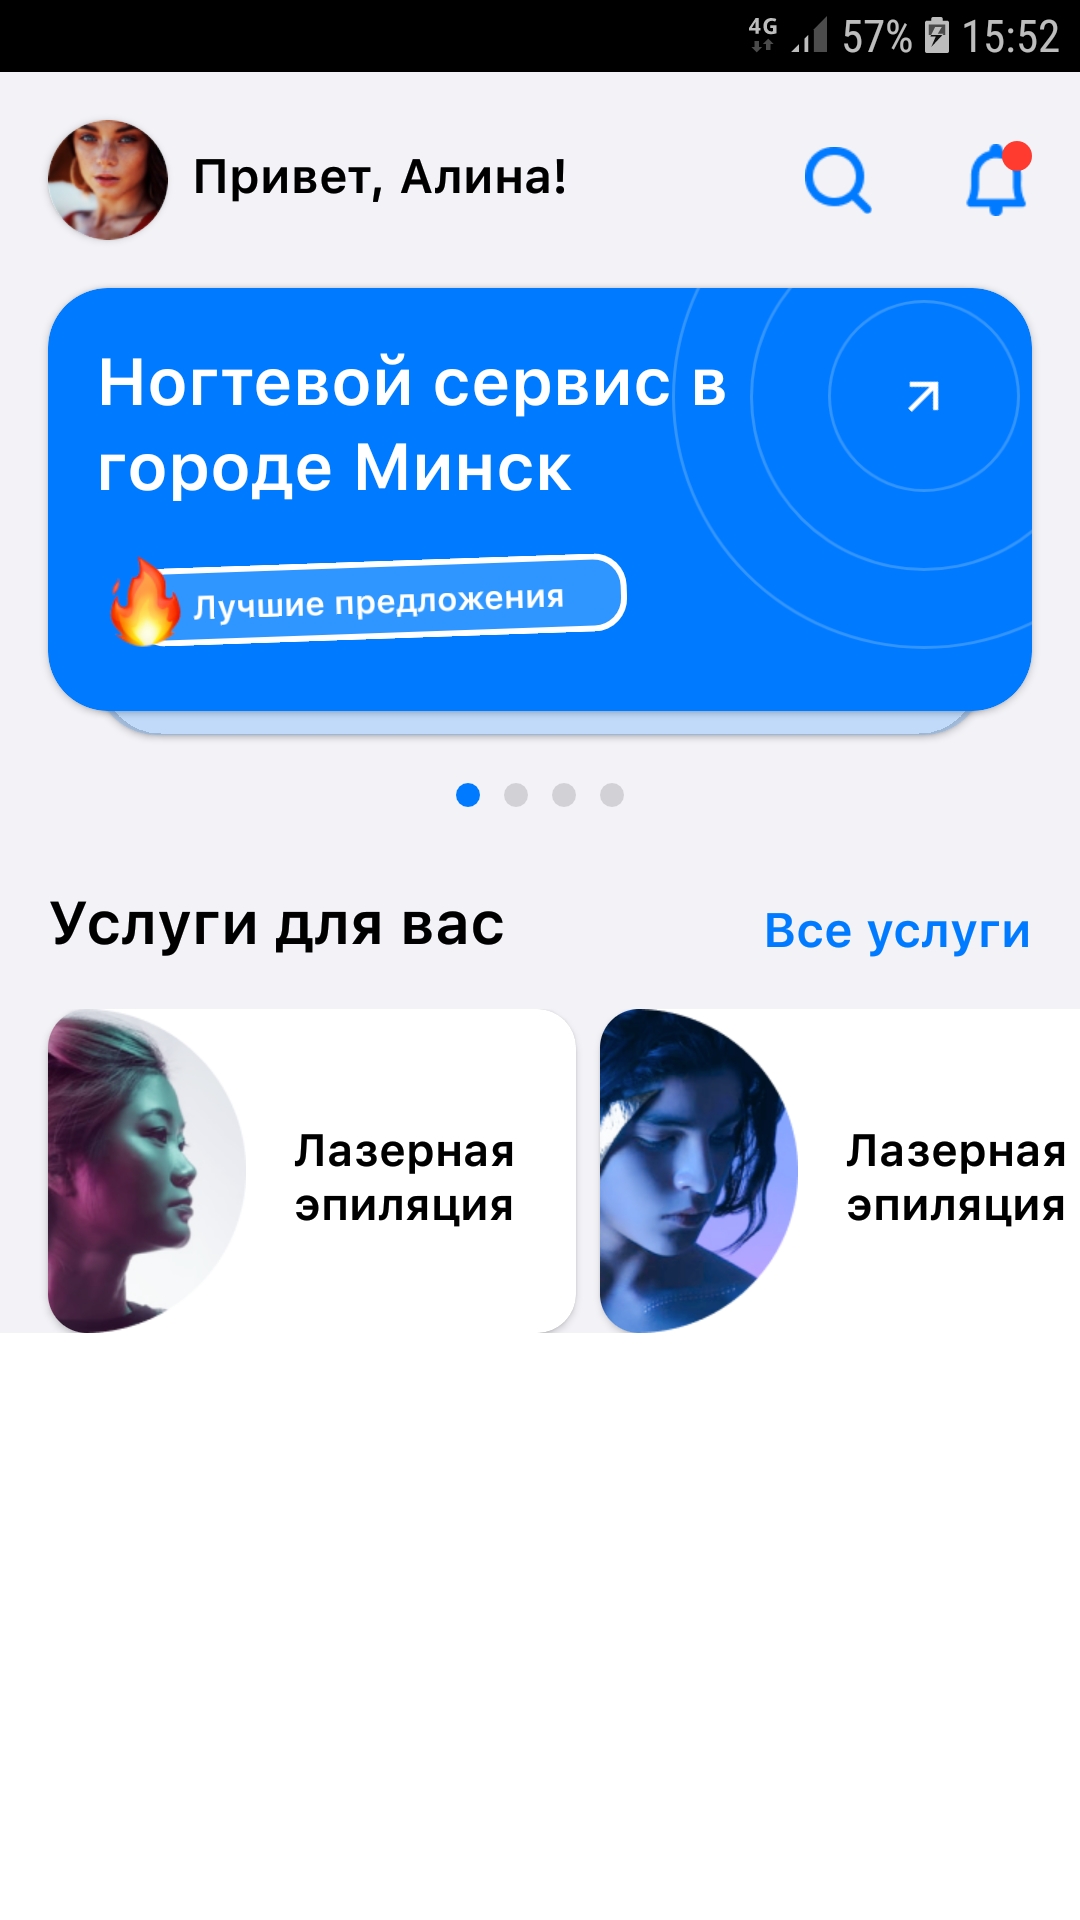 4G 57% 15:52
Привет, Алина!
Ногтевой сервис в
городе Минск
Лучшие предложения
Услуги для вас
Все услуги
Лазерная
эпиляция
Лазерная
эпиляция